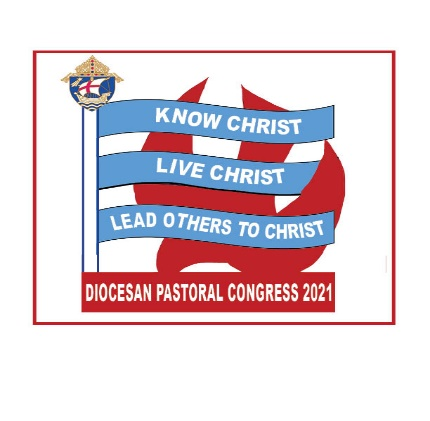 KNOW CHRIST
LIVE CHRIST
LEAD OTHERS TO CHRIST
DIOCESAN PASTORAL CONGRESS 2021